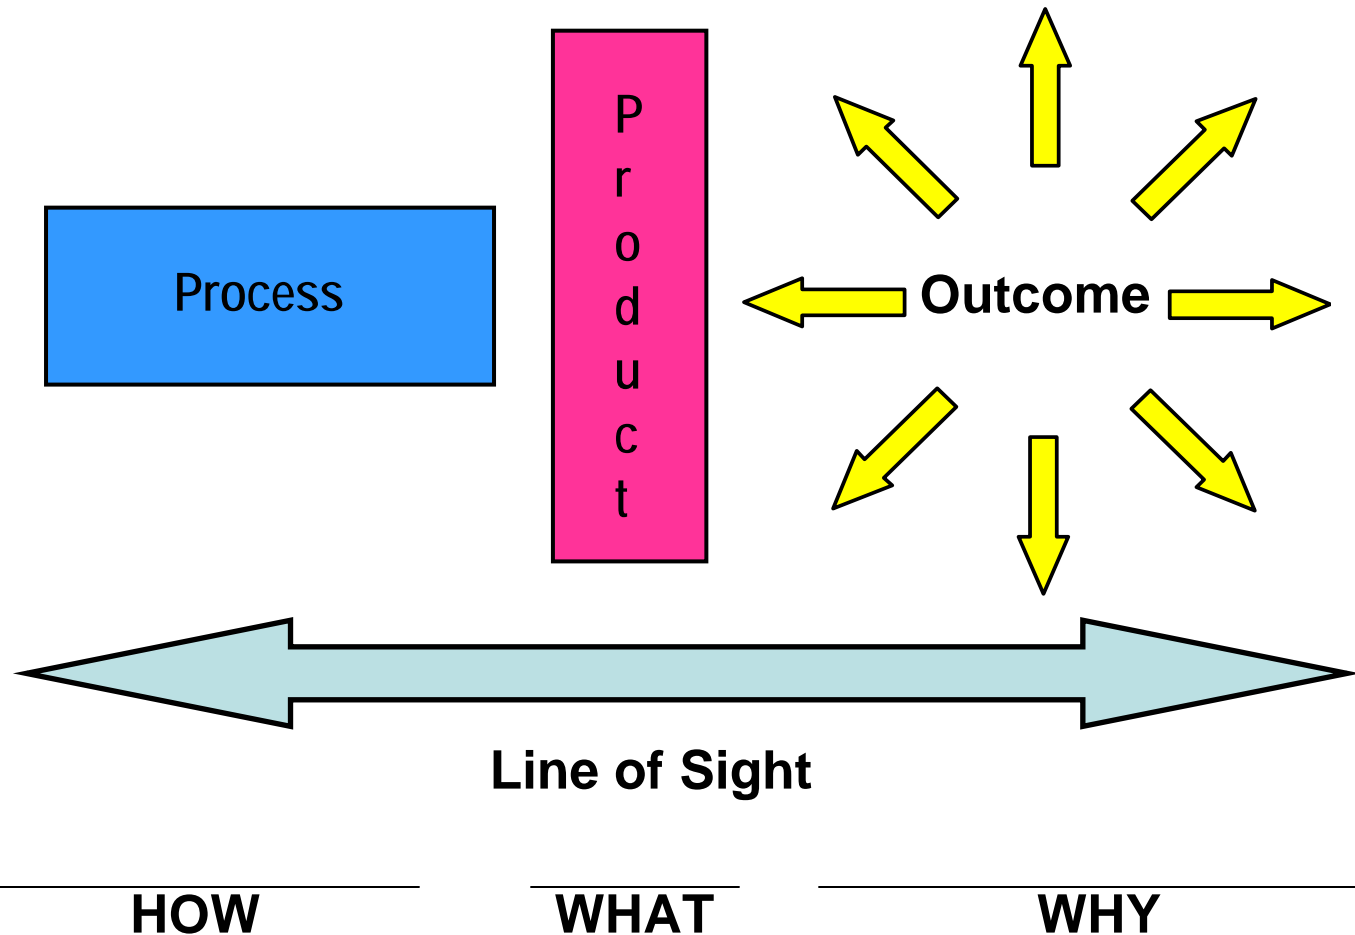 Process
Product
Outcome
Line of Sight
HOW
WHAT
WHY